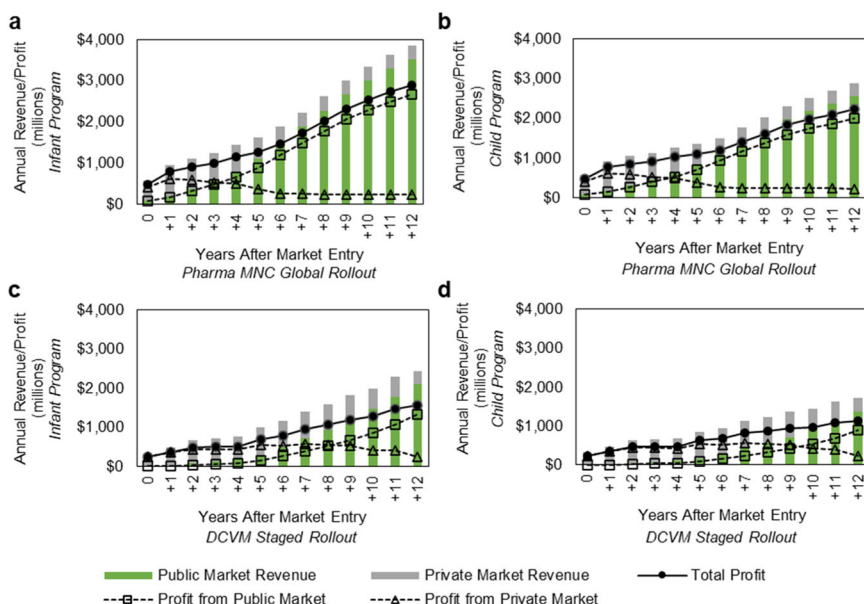 a
Annual Revenue/Profit
(millions)
Infant Program
$4,000
$3,000
$2,000
$1,000
$0
0 +1 +2 +3 +4 +5 +6 +7 +8 +9 +10 +11 +12
Years After Market Entry
Pharma MNC Global Rollout
b
Annual Revenue/Profit
(millions)
Child Program
$4,000
$3,000
$2,000
$1,000
$0
0 +1 +2 +3 +4 +5 +6 +7 +8 +9 +10 +11 +12
Years After Market Entry
Pharma MNC Global Rollout
c
Annual Revenue/Profit
(millions)
Infant Program
$4,000
$3,000
$2,000
$1,000
$0
0 +1 +2 +3 +4 +5 +6 +7 +8 +9 +10 +11 +12
Years After Market Entry
DCVM Staged Rollout
d
Annual Revenue/Profit
(millions)
Child Program
$4,000
$3,000
$2,000
$1,000
$0
0 +1 +2 +3 +4 +5 +6 +7 +8 +9 +10 +11 +12
Years After Market Entry
DCVM Staged Rollout
Public Market Revenue Private Market Revenue Total Profit
Profit from Public Market Profit from Private Market